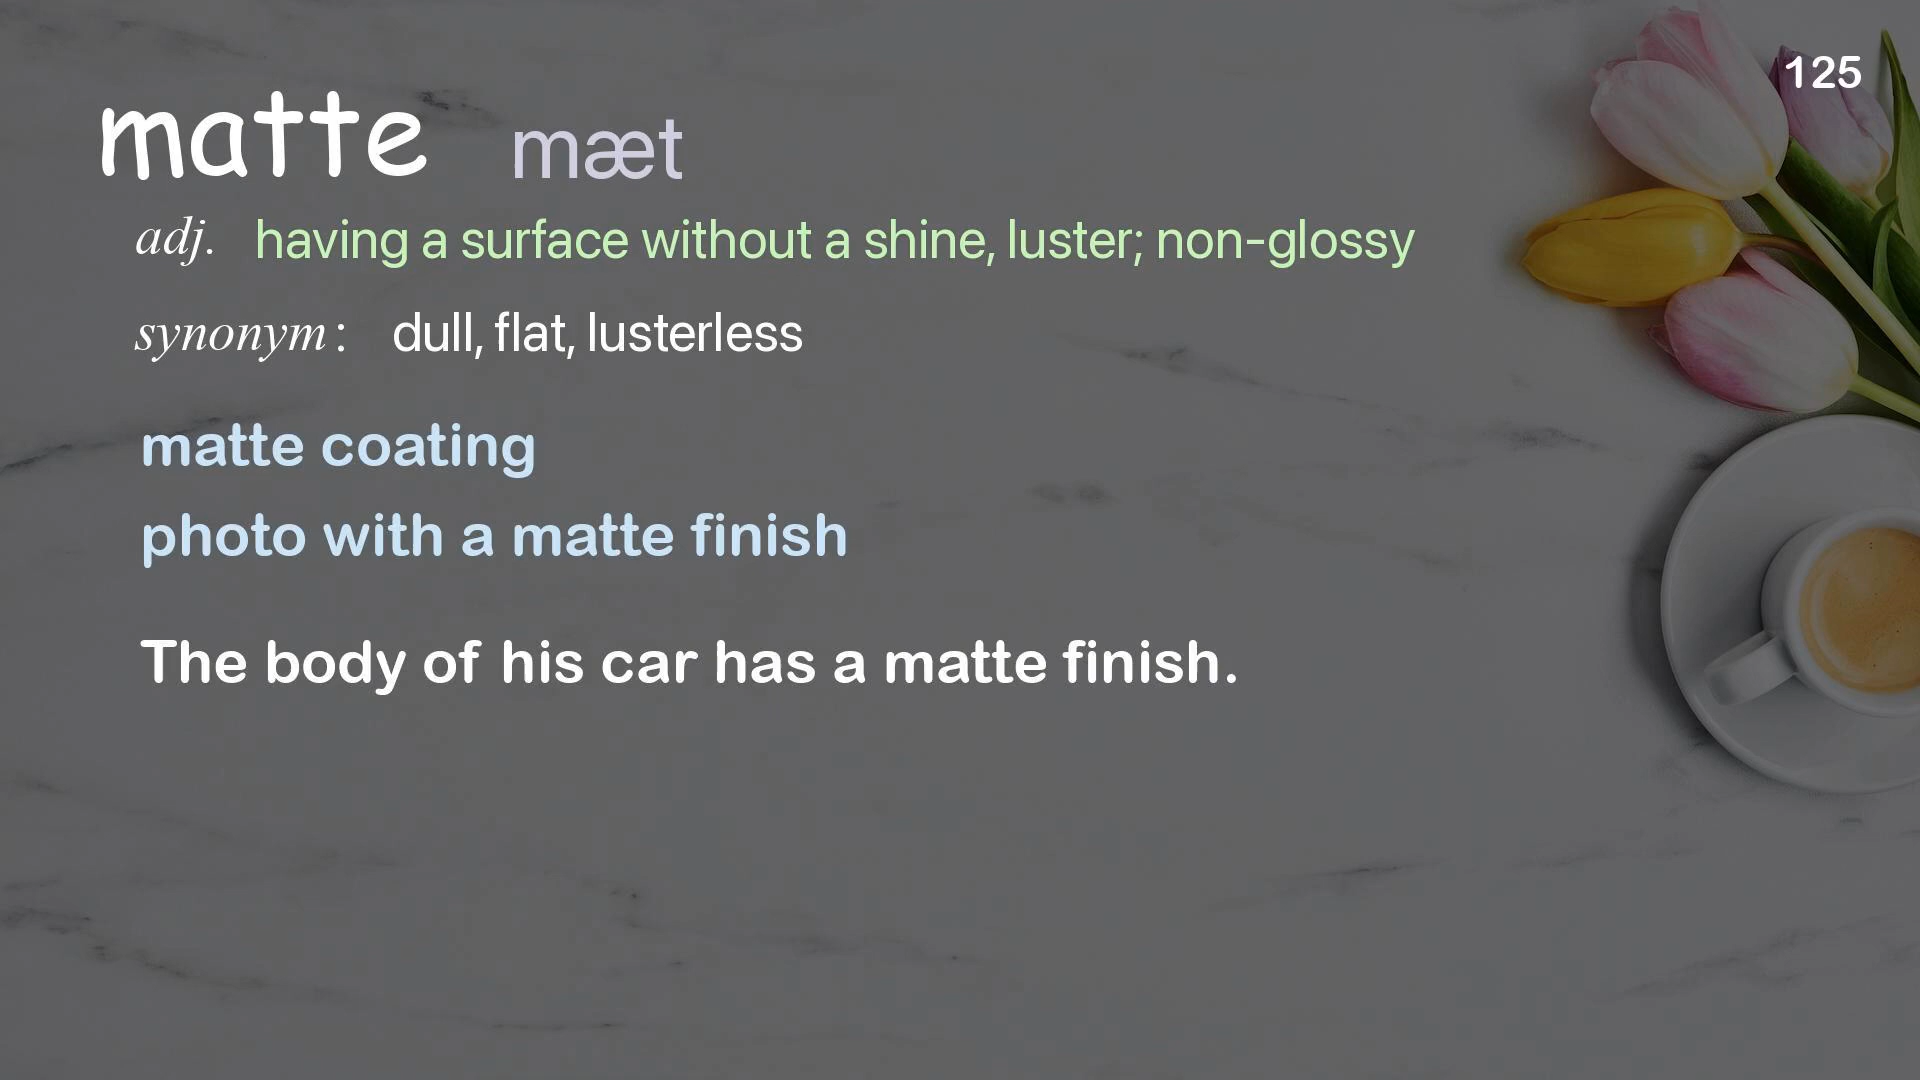 125
matte mæt
adj. having a surface without a shine, luster; non-glossy
synonym: dull, flat, lusterless
matte coating
photo with a matte finish
The body of his car has a matte finish.